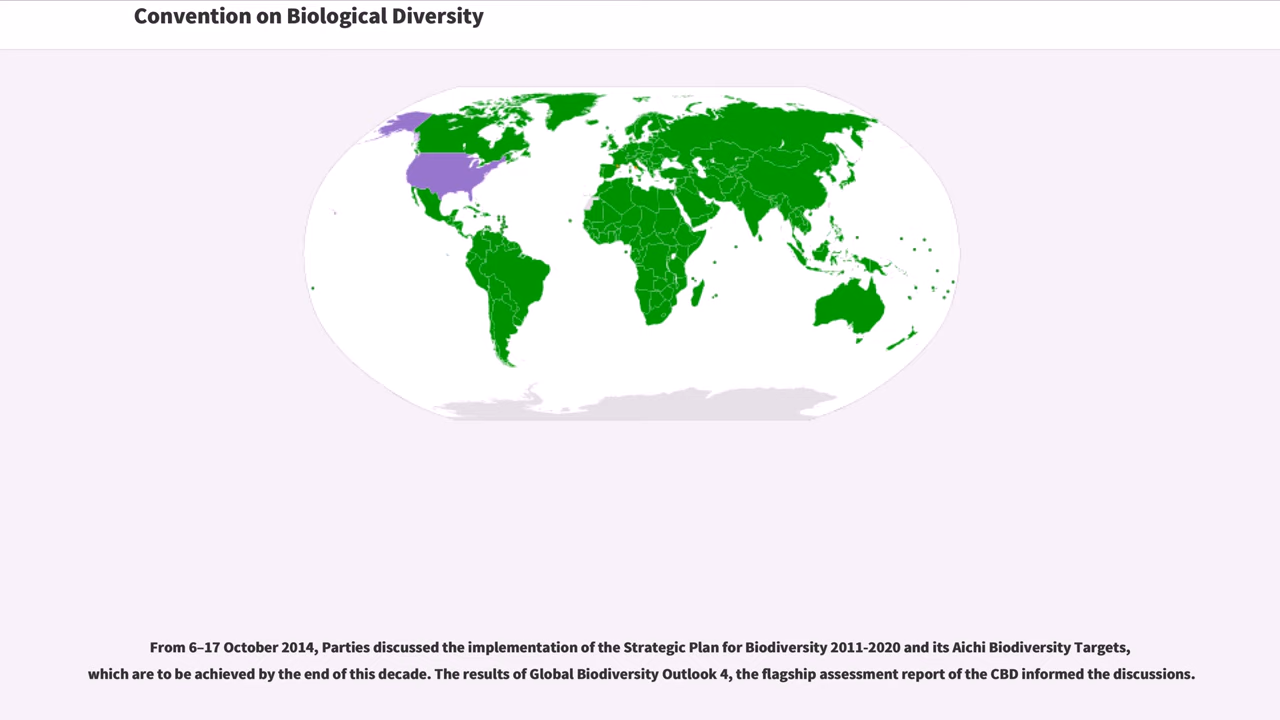 Convention on Biological Diversity
From 6–17 October 2014, Parties discussed the implementation of the Strategic Plan for Biodiversity 2011-2020 and its Aichi Biodiversity Targets,
which are to be achieved by the end of this decade. The results of Global Biodiversity Outlook 4, the flagship assessment report of the CBD informed the discussions.